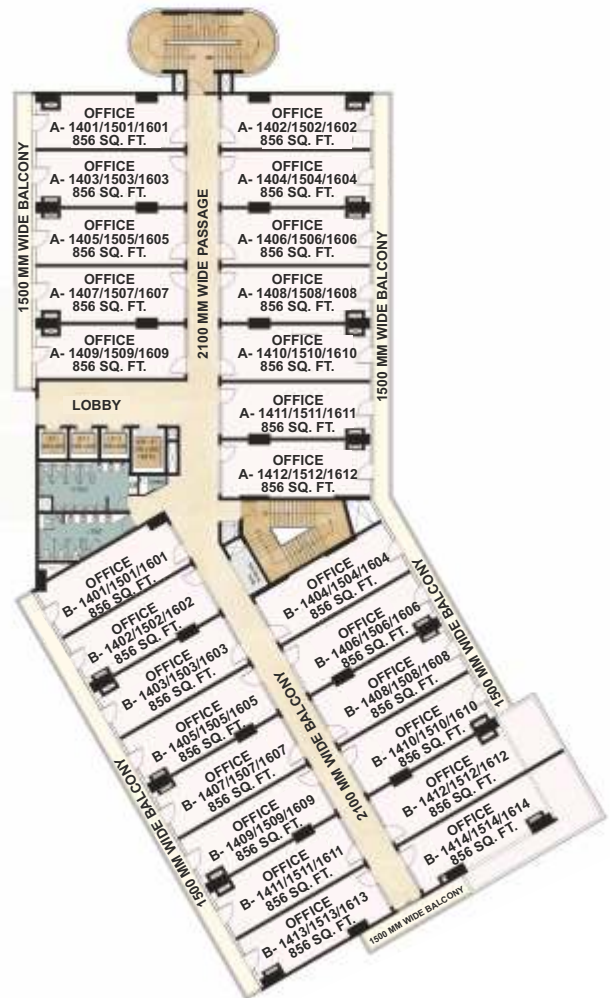 OFFICE
A- 1401/1501/1601
856 SQ. FT.
OFFICE
A- 1402/1502/1602
856 SQ. FT.
OFFICE
A- 1403/1503/1603
856 SQ. FT.
OFFICE
A- 1404/1504/1604
856 SQ. FT.
OFFICE
A- 1405/1505/1605
856 SQ. FT.
OFFICE
A- 1406/1506/1606
856 SQ. FT.
OFFICE
A- 1407/1507/1607
856 SQ. FT.
OFFICE
A- 1408/1508/1608
856 SQ. FT.
OFFICE
A- 1409/1509/1609
856 SQ. FT.
OFFICE
A- 1410/1510/1610
856 SQ. FT.
OFFICE
A- 1411/1511/1611
856 SQ. FT.
OFFICE
A- 1412/1512/1612
856 SQ. FT.
1500 MM WIDE BALCONY
2100 MM WIDE PASSAGE
1500 MM WIDE BALCONY
LOBBY
OFFICE
B- 1401/1501/1601
856 SQ. FT.
OFFICE
B- 1402/1502/1602
856 SQ. FT.
OFFICE
B- 1403/1503/1603
856 SQ. FT.
OFFICE
B- 1404/1504/1604
856 SQ. FT.
OFFICE
B- 1405/1505/1605
856 SQ. FT.
OFFICE
B- 1406/1506/1606
856 SQ. FT.
OFFICE
B- 1407/1507/1607
856 SQ. FT.
OFFICE
B- 1408/1508/1608
856 SQ. FT.
OFFICE
B- 1409/1509/1609
856 SQ. FT.
OFFICE
B- 1410/1510/1610
856 SQ. FT.
OFFICE
B- 1411/1511/1611
856 SQ. FT.
OFFICE
B- 1412/1512/1612
856 SQ. FT.
OFFICE
B- 1413/1513/1613
856 SQ. FT.
OFFICE
B- 1414/1514/1614
856 SQ. FT.
1500 MM WIDE BALCONY
2100 MM WIDE BALCONY
1500 MM WIDE BALCONY
1500 MM WIDE BALCONY